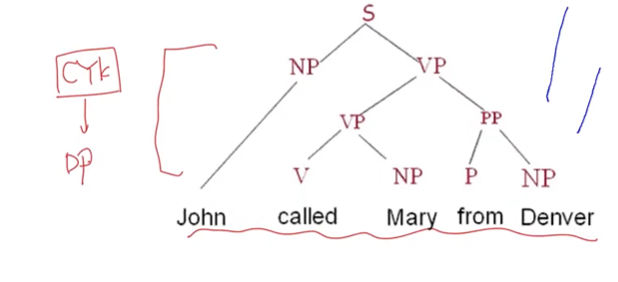 S
CYK NP VP
VP PP
DP V NP P NP
John called Mary from Denver